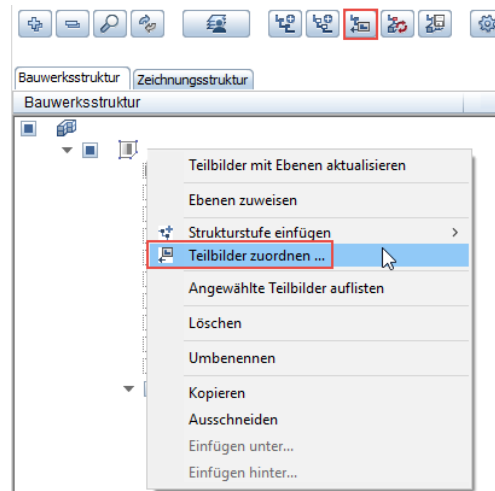 Bauwerksstruktur Zeichnungsstruktur
Bauwerksstruktur
Teilbilder mit Ebenen aktualisieren
Ebenen zuweisen
Strukturstufe einfügen
Teilbilder zuordnen ...
Angewählte Teilbilder auflisten
Löschen
Umbenennen
Kopieren
Ausschneiden
Einfügen unter...
Einfügen hinter...